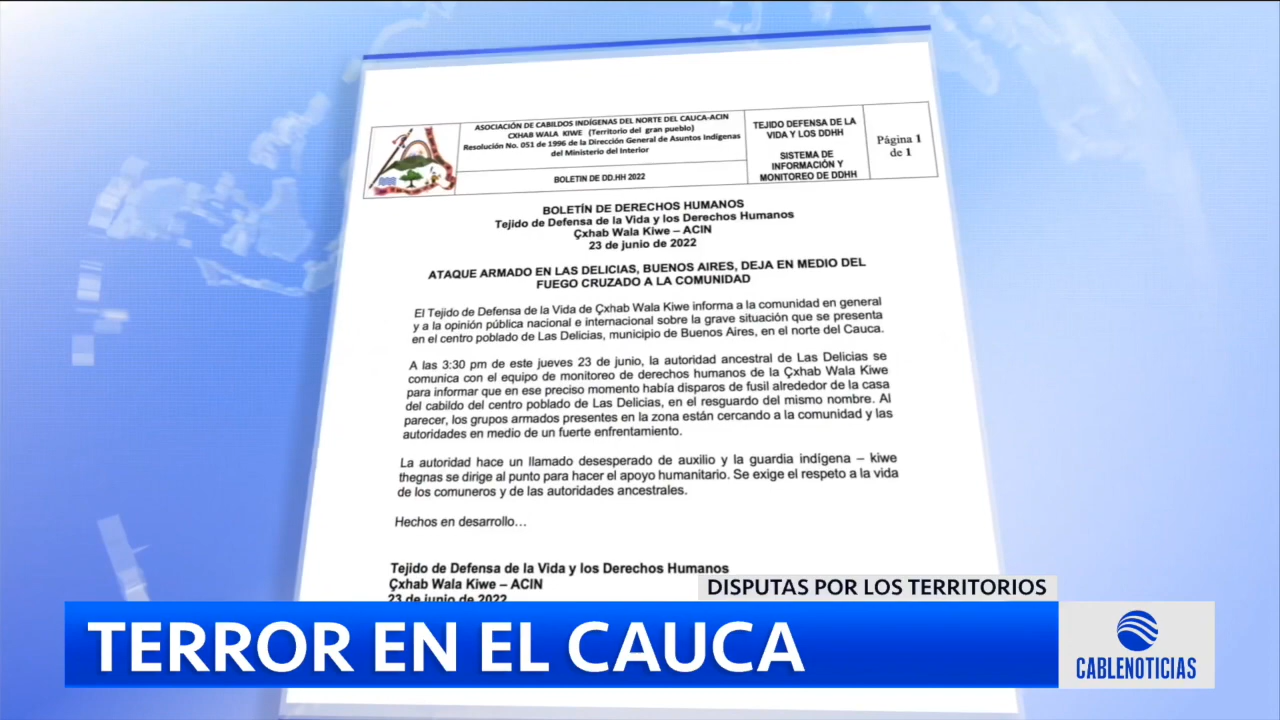 ASOCIACIÓN DE CABILDOS INDÍGENAS DEL NORTE DEL CAUCA-ACIN
CXHAB WALA KIWE (Territorio del gran pueblo)
Resolución No. 051 de 1996 de la Dirección General de Asuntos Indígenas
del Ministerio del Interior
BOLETIN DE DD.HH 2022
TEJIDO DEFENSA DE LA
VIDA Y LOS DDHH
SISTEMA DE
INFORMACIÓN Y
MONITOREO DE DDHH
Página 1
de 1
BOLETÍN DE DERECHOS HUMANOS
Tejido de Defensa de la Vida y los Derechos Humanos
Çxhab Wala Kiwe – ACIN
23 de junio de 2022
ATAQUE ARMADO EN LAS DELICIAS, BUENOS AIRES, DEJA EN MEDIO DEL
FUEGO CRUZADO A LA COMUNIDAD
El Tejido de Defensa de la Vida de Çxhab Wala Kiwe informa a la comunidad en general
y a la opinión pública nacional e internacional sobre la grave situación que se presenta
en el centro poblado de Las Delicias, municipio de Buenos Aires, en el norte del Cauca.
A las 3:30 pm de este jueves 23 de junio, la autoridad ancestral de Las Delicias se
comunica con el equipo de monitoreo de derechos humanos de la Çxhab Wala Kiwe
para informar que en ese preciso momento había disparos de fusil alrededor de la casa
del cabildo del centro poblado de Las Delicias, en el resguardo del mismo nombre. Al
parecer, los grupos armados presentes en la zona están cercando a la comunidad y las
autoridades en medio de un fuerte enfrentamiento.
La autoridad hace un llamado desesperado de auxilio y la guardia indígena – kiwe
thegnas se dirige al punto para hacer el apoyo humanitario. Se exige el respeto a la vida
de los comuneros y de las autoridades ancestrales.
Hechos en desarrollo…
Tejido de Defensa de la Vida y los Derechos Humanos
Çxhab Wala Kiwe – ACIN
23 de junio de 2022
DISPUTAS POR LOS TERRITORIOS
TERROR EN EL CAUCA
CABLENOTICIAS